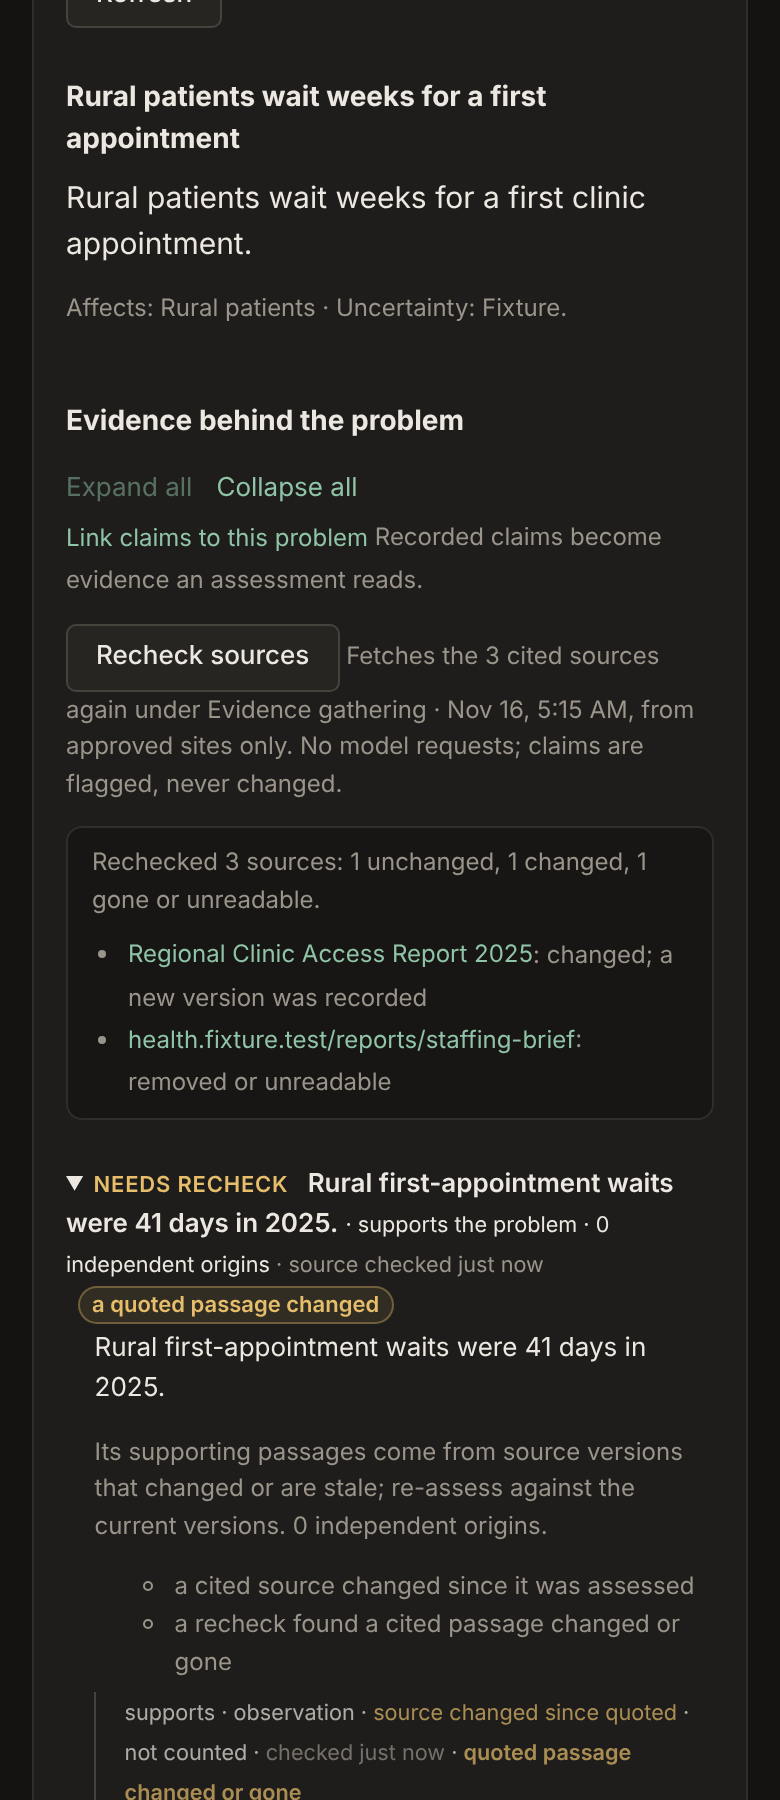 Refresh
Rural patients wait weeks for a first
appointment
Rural patients wait weeks for a first clinic
appointment.
Affects: Rural patients · Uncertainty: Fixture.
Evidence behind the problem
Expand all Collapse all
Link claims to this problem Recorded claims become
evidence an assessment reads.
Recheck sources Fetches the 3 cited sources
again under Evidence gathering · Nov 16, 5:15 AM, from
approved sites only. No model requests; claims are
flagged, never changed.
Rechecked 3 sources: 1 unchanged, 1 changed, 1
gone or unreadable.
• Regional Clinic Access Report 2025: changed; a
new version was recorded
• health.fixture.test/reports/staffing-brief:
removed or unreadable
▼ NEEDS RECHECK Rural first-appointment waits
were 41 days in 2025. · supports the problem · 0
independent origins · source checked just now
a quoted passage changed
Rural first-appointment waits were 41 days in
2025.
Its supporting passages come from source versions
that changed or are stale; re-assess against the
current versions. 0 independent origins.
◦ a cited source changed since it was assessed
◦ a recheck found a cited passage changed or
gone
supports · observation · source changed since quoted ·
not counted · checked just now · quoted passage
changed or gone